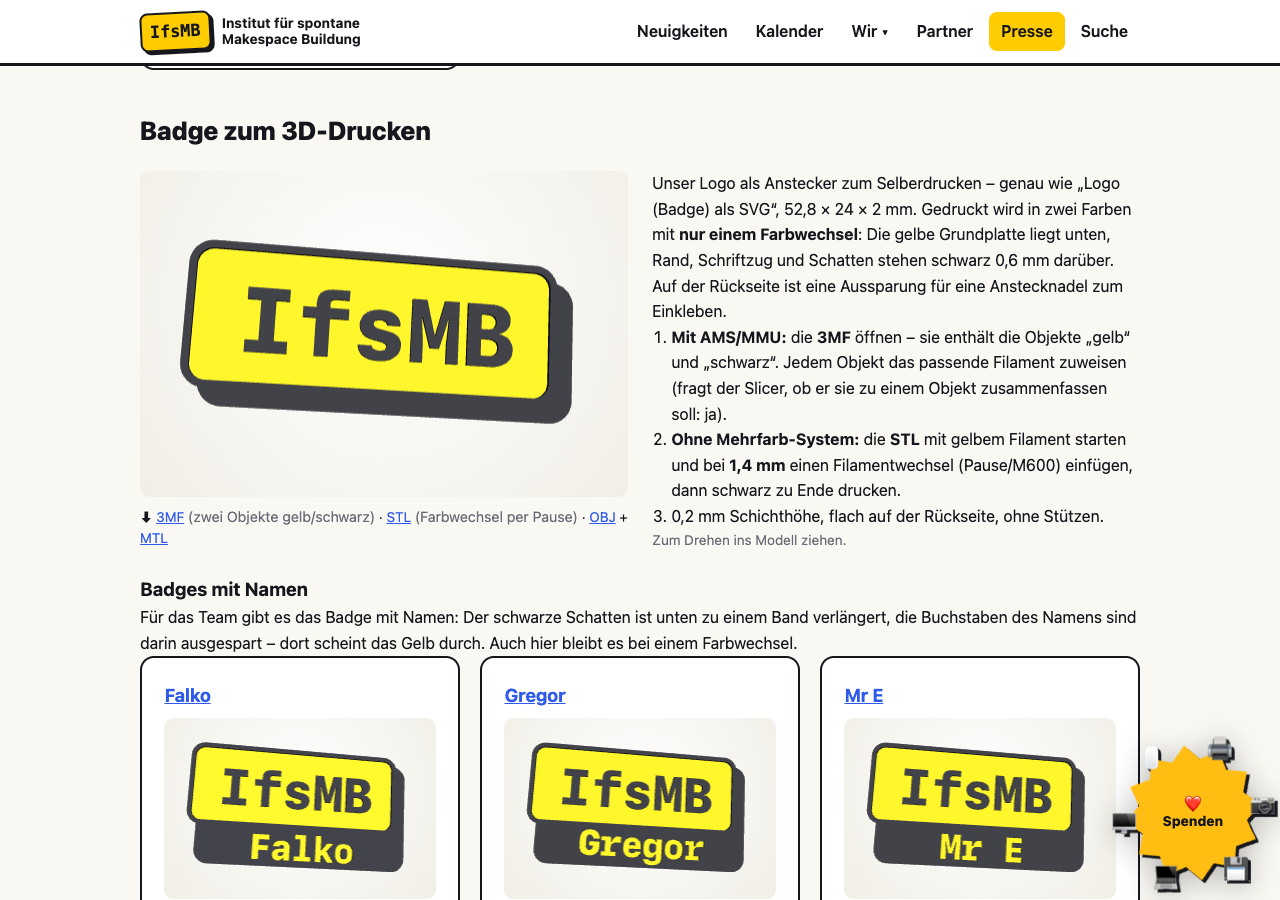 IfsMB
Institut für spontane
Makespace Buildung
Neuigkeiten
Kalender
Wir ▾
Partner
Presse
Suche
Badge zum 3D-Drucken
IfsMB
⬇ 3MF (zwei Objekte gelb/schwarz) · STL (Farbwechsel per Pause) · OBJ +
MTL
Unser Logo als Anstecker zum Selberdrucken – genau wie „Logo
(Badge) als SVG“, 52,8 × 24 × 2 mm. Gedruckt wird in zwei Farben
mit nur einem Farbwechsel: Die gelbe Grundplatte liegt unten,
Rand, Schriftzug und Schatten stehen schwarz 0,6 mm darüber.
Auf der Rückseite ist eine Aussparung für eine Anstecknadel zum
Einkleben.
1. Mit AMS/MMU: die 3MF öffnen – sie enthält die Objekte „gelb“
und „schwarz“. Jedem Objekt das passende Filament zuweisen
(fragt der Slicer, ob er sie zu einem Objekt zusammenfassen
soll: ja).
2. Ohne Mehrfarb-System: die STL mit gelbem Filament starten
und bei 1,4 mm einen Filamentwechsel (Pause/M600) einfügen,
dann schwarz zu Ende drucken.
3. 0,2 mm Schichthöhe, flach auf der Rückseite, ohne Stützen.
Zum Drehen ins Modell ziehen.
Badges mit Namen
Für das Team gibt es das Badge mit Namen: Der schwarze Schatten ist unten zu einem Band verlängert, die Buchstaben des Namens sind
darin ausgespart – dort scheint das Gelb durch. Auch hier bleibt es bei einem Farbwechsel.
Falko
IfsMB
Falko
Gregor
IfsMB
Gregor
Mr E
IfsMB
Mr E
❤️
Spenden